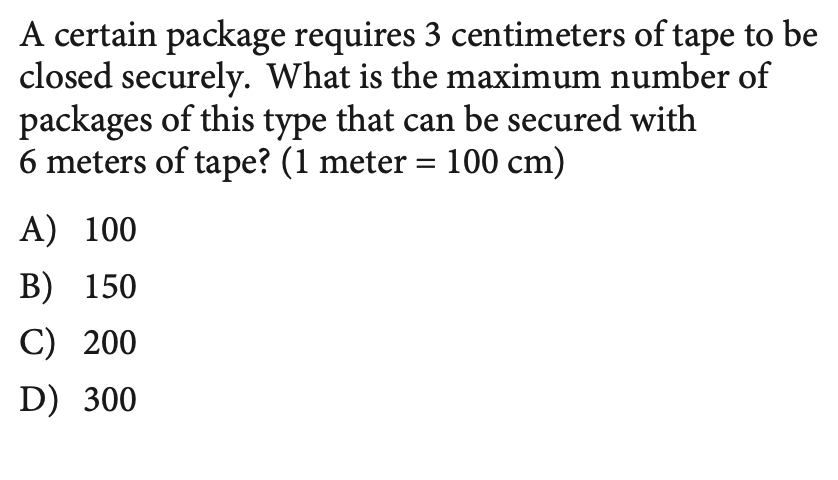 A certain package requires 3 centimeters of tape to be
closed securely. What is the maximum number of
packages of this type that can be secured with
6 meters of tape? (1 meter = 100 cm)
A) 100
B) 150
C) 200
D) 300